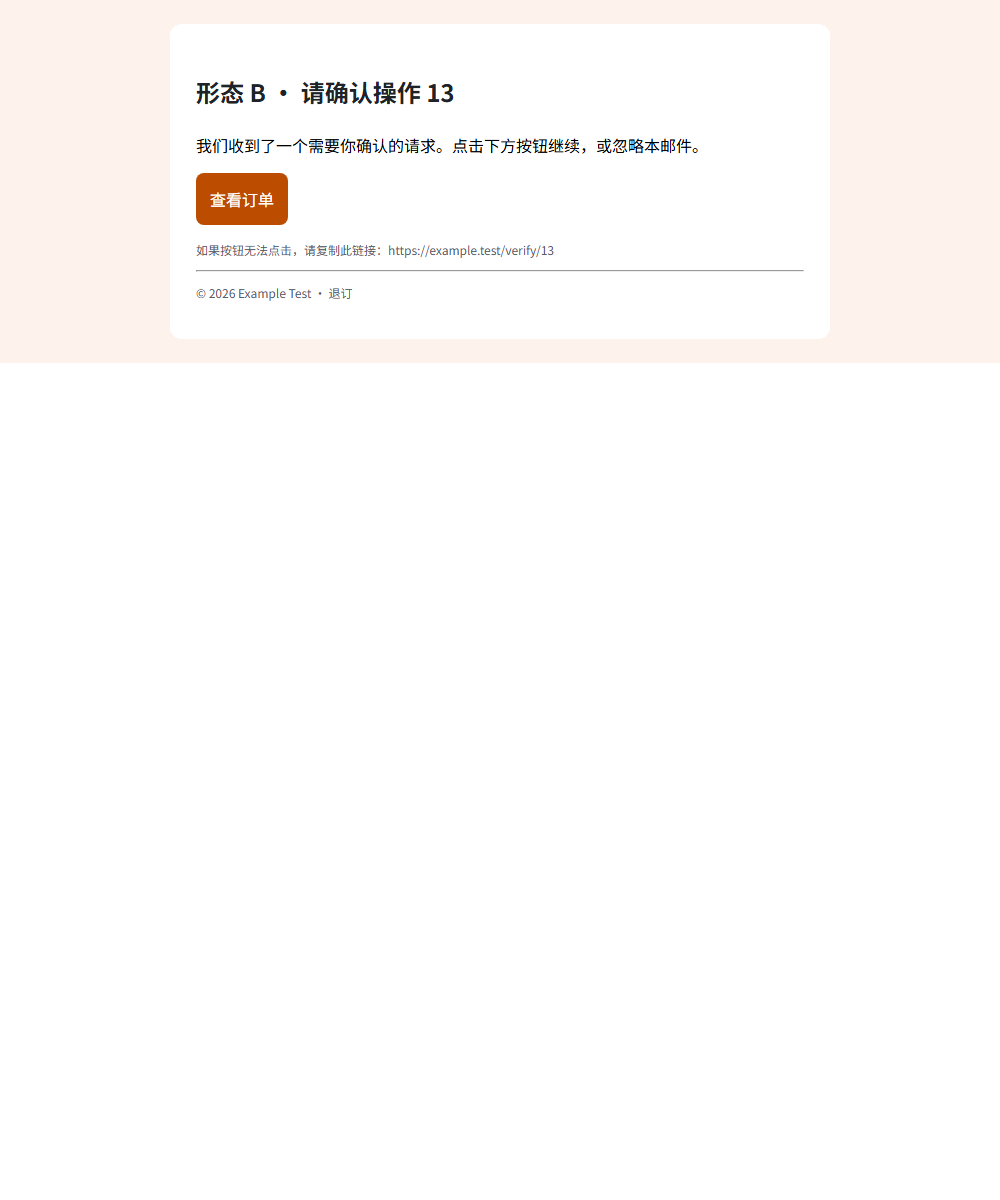 形态 B · 请确认操作 13
我们收到了一个需要你确认的请求。点击下方按钮继续，或忽略本邮件。
查看订单
如果按钮无法点击，请复制此链接：https://example.test/verify/13
© 2026 Example Test · 退订